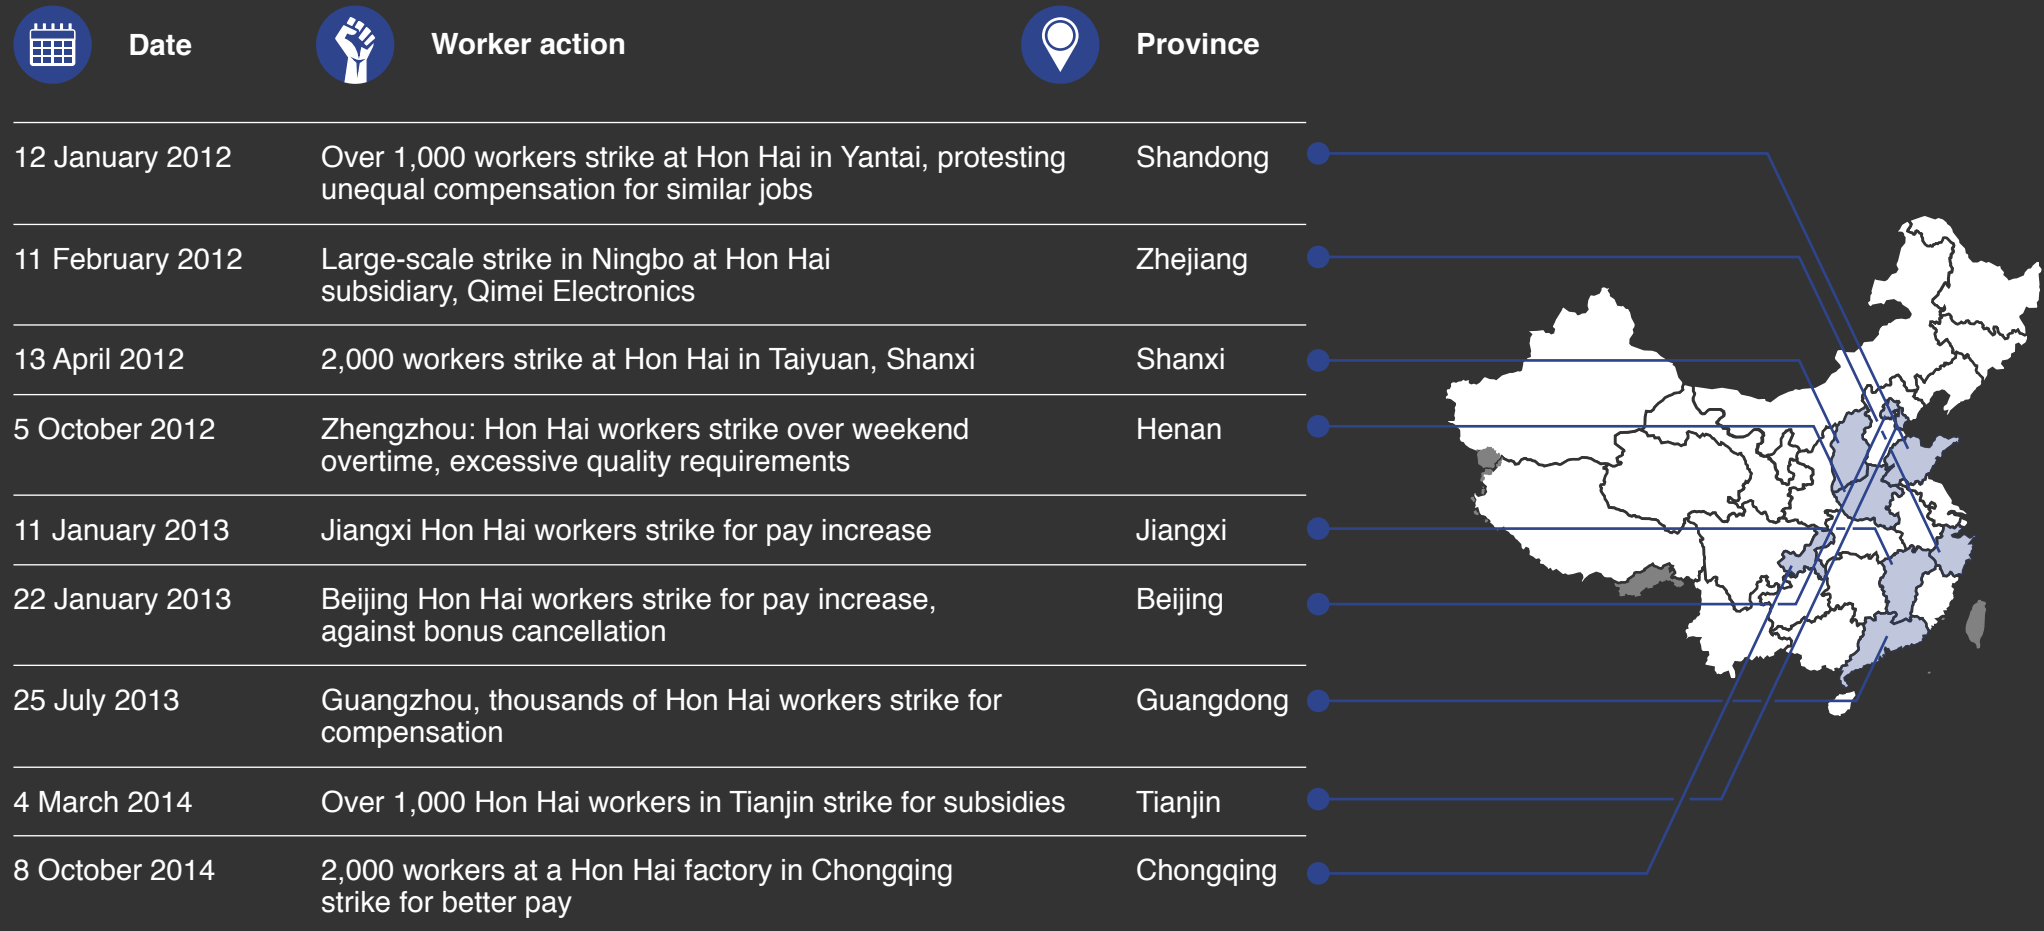 Date
Worker action
Province
12 January 2012
Over 1,000 workers strike at Hon Hai in Yantai, protesting
unequal compensation for similar jobs
Shandong
11 February 2012
Large-scale strike in Ningbo at Hon Hai
subsidiary, Qimei Electronics
Zhejiang
13 April 2012
2,000 workers strike at Hon Hai in Taiyuan, Shanxi
Shanxi
5 October 2012
Zhengzhou: Hon Hai workers strike over weekend
overtime, excessive quality requirements
Henan
11 January 2013
Jiangxi Hon Hai workers strike for pay increase
Jiangxi
22 January 2013
Beijing Hon Hai workers strike for pay increase,
against bonus cancellation
Beijing
25 July 2013
Guangzhou, thousands of Hon Hai workers strike for
compensation
Guangdong
4 March 2014
Over 1,000 Hon Hai workers in Tianjin strike for subsidies
Tianjin
8 October 2014
2,000 workers at a Hon Hai factory in Chongqing
strike for better pay
Chongqing